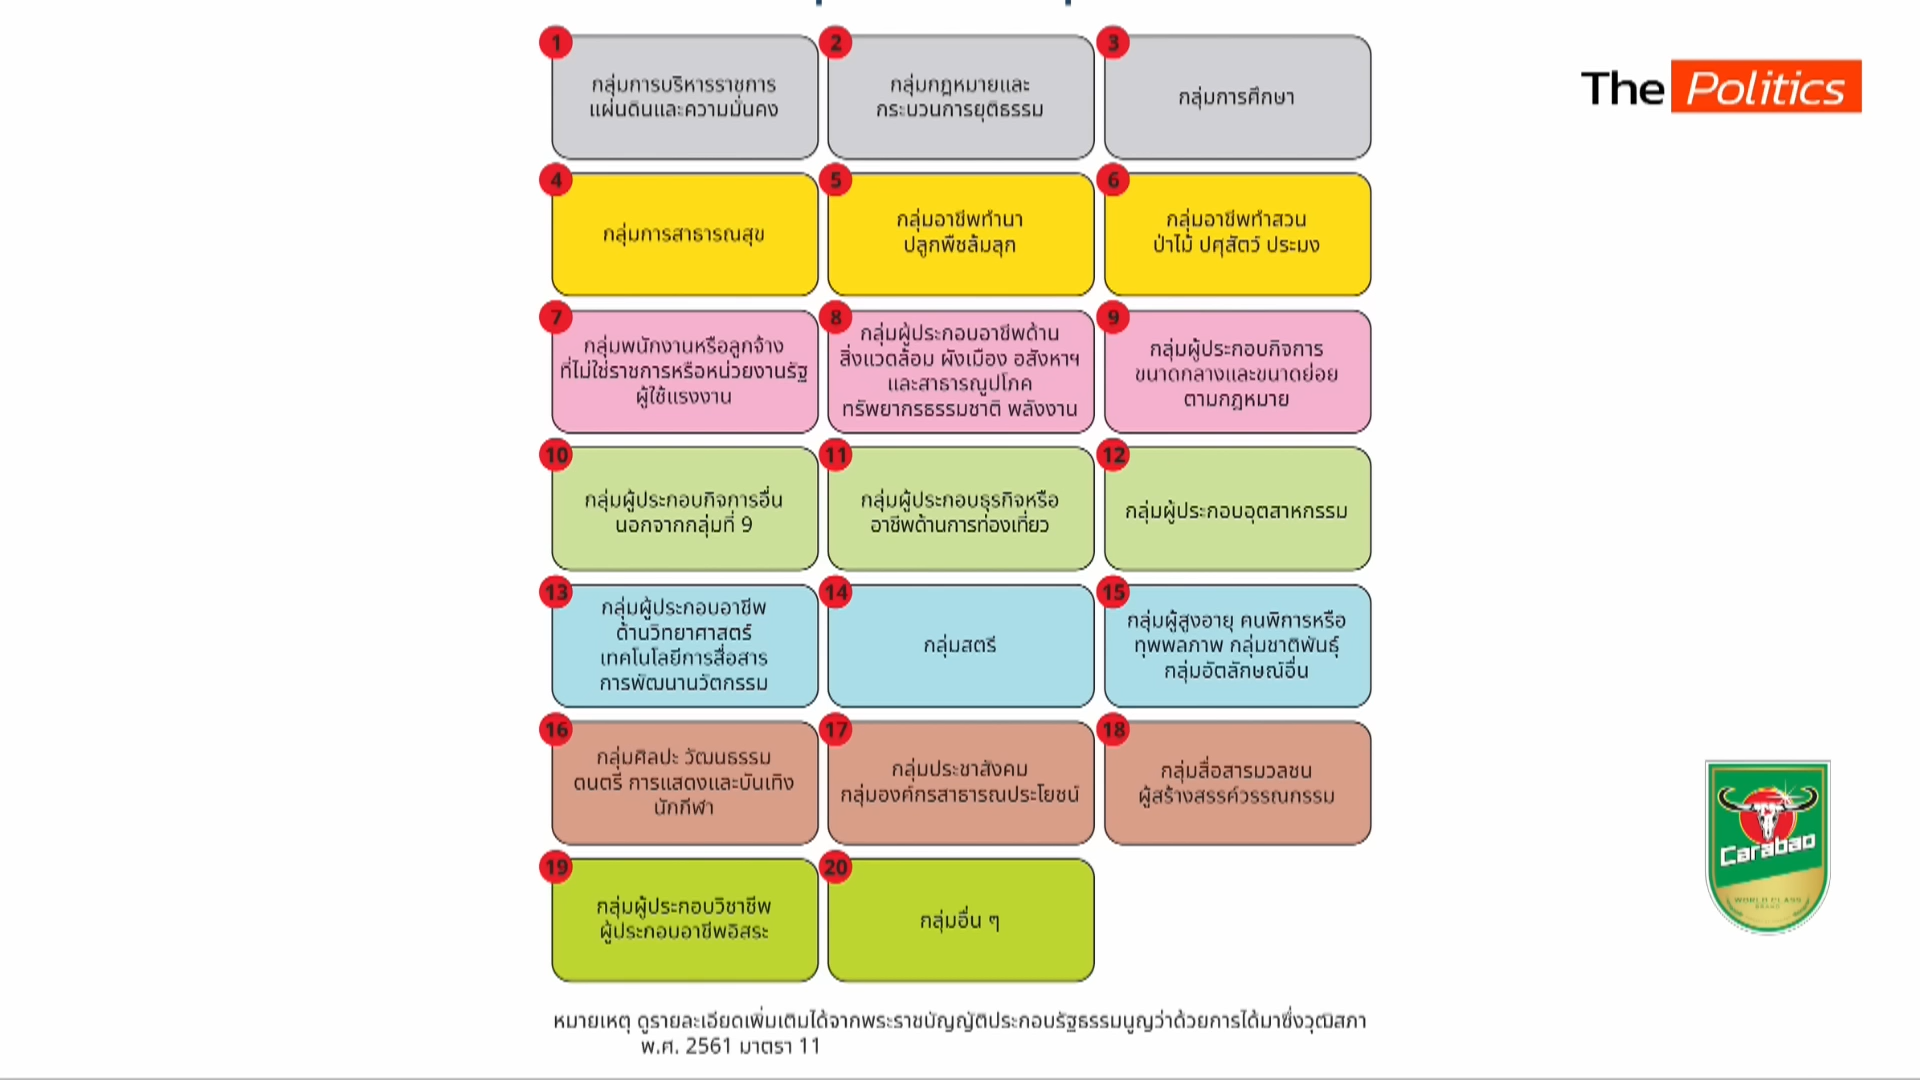 1
กลุ่มการบริหารราชการ
แผ่นดินและความมั่นคง
2
กลุ่มกฎหมายและ
กระบวนการยุติธรรม
3
กลุ่มการศึกษา
The Politics
4
กลุ่มการสาธารณสุข
5
กลุ่มอาชีพทำนา
ปลูกพืชล้มลุก
6
กลุ่มอาชีพทำสวน
ป่าไม้ ปศุสัตว์ ประมง
7
กลุ่มพนักงานหรือลูกจ้าง
ที่ไม่ใช่ราชการหรือหน่วยงานรัฐ
ผู้ใช้แรงงาน
8
กลุ่มผู้ประกอบอาชีพด้าน
สิ่งแวดล้อม ผังเมือง อสังหาฯ
และสาธารณูปโภค
ทรัพยากรธรรมชาติ พลังงาน
9
กลุ่มผู้ประกอบกิจการ
ขนาดกลางและขนาดย่อย
ตามกฎหมาย
10
กลุ่มผู้ประกอบกิจการอื่น
นอกจากกลุ่มที่ 9
11
กลุ่มผู้ประกอบธุรกิจหรือ
อาชีพด้านการท่องเที่ยว
12
กลุ่มผู้ประกอบอุตสาหกรรม
13
กลุ่มผู้ประกอบอาชีพ
ด้านวิทยาศาสตร์
เทคโนโลยีการสื่อสาร
การพัฒนานวัตกรรม
14
กลุ่มสตรี
15
กลุ่มผู้สูงอายุ คนพิการหรือ
ทุพพลภาพ กลุ่มชาติพันธุ์
กลุ่มอัตลักษณ์อื่น
16
กลุ่มศิลปะ วัฒนธรรม
ดนตรี การแสดงและบันเทิง
นักกีฬา
17
กลุ่มประชาสังคม
กลุ่มองค์กรสาธารณประโยชน์
18
กลุ่มสื่อสารมวลชน
ผู้สร้างสรรค์วรรณกรรม
Carabao
WORLD CLASS
BRAND
19
กลุ่มผู้ประกอบวิชาชีพ
ผู้ประกอบอาชีพอิสระ
20
กลุ่มอื่น ๆ
หมายเหตุ ดูรายละเอียดเพิ่มเติมได้จากพระราชบัญญัติประกอบรัฐธรรมนูญว่าด้วยการได้มาซึ่งวุฒิสภา
พ.ศ. 2561 มาตรา 11